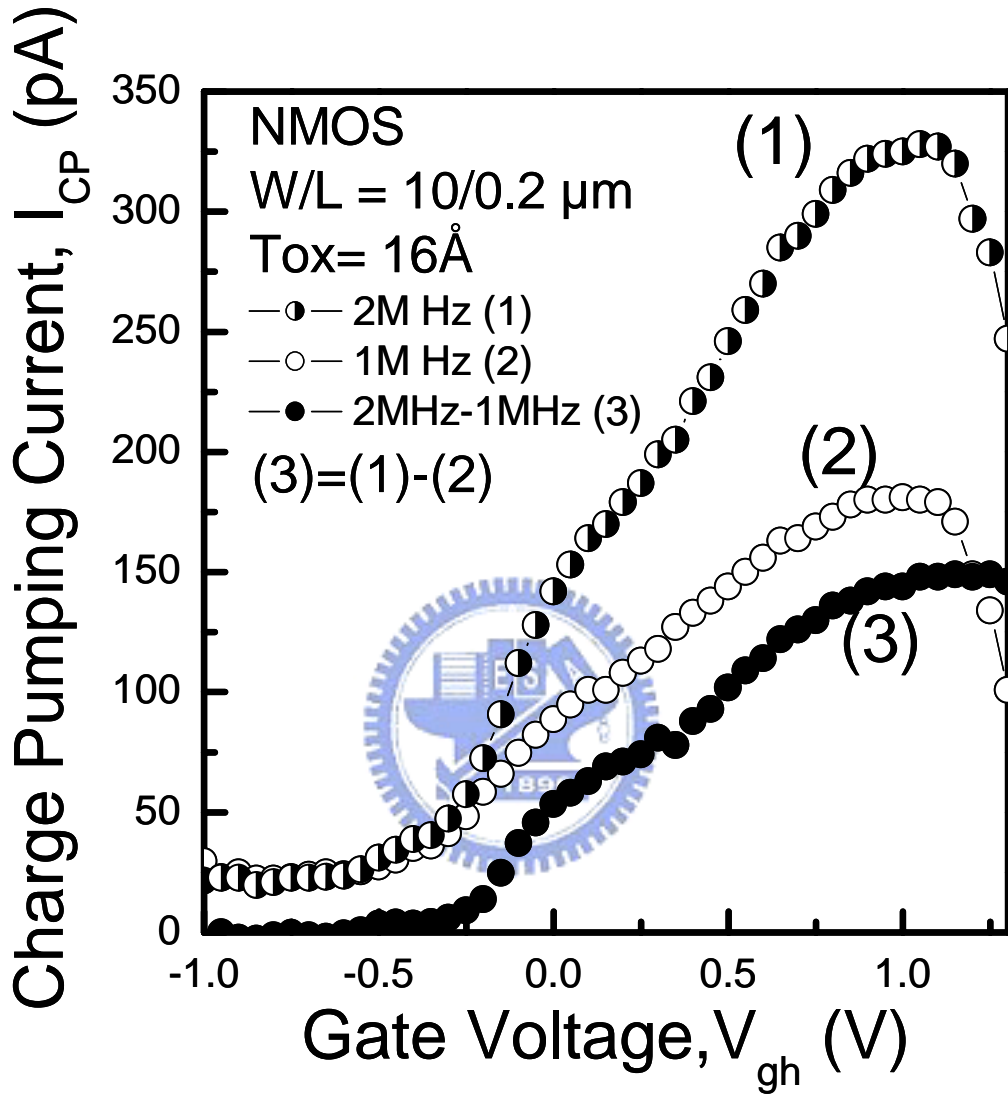 Charge Pumping Current, I_CP (pA)
350
300
250
200
150
100
50
0
NMOS
W/L = 10/0.2 µm
Tox= 16Å
2M Hz (1)
1M Hz (2)
2MHz-1MHz (3)
(3)=(1)-(2)
(1)
(2)
(3)
ES A
1896
-1.0 -0.5 0.0 0.5 1.0
Gate Voltage,V_gh (V)